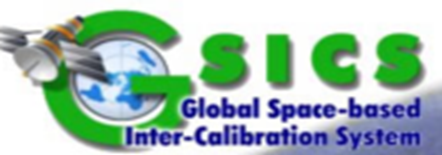 GSICS
Global Space-based
Inter-Calibration System